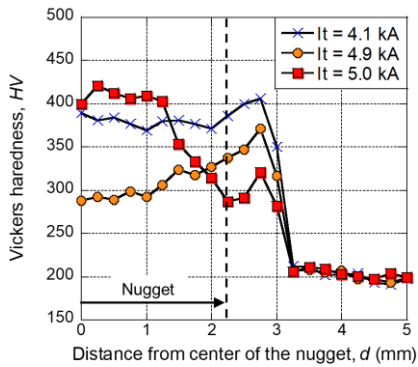 500
450
400
350
300
250
200
150
Vickers haredness, HV
It = 4.1 kA
It = 4.9 kA
It = 5.0 kA
Nugget
0 1 2 3 4 5
Distance from center of the nugget, d (mm)